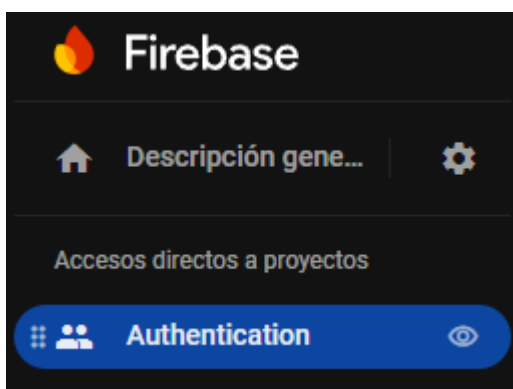 Firebase
Descripción gene...
Accesos directos a proyectos
Authentication